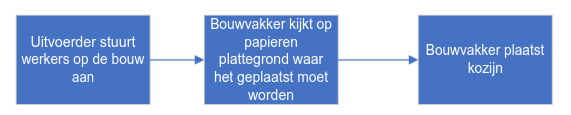 Uitvoerder stuurt
werkers op de bouw
aan
Bouwvakker kijkt op
papieren
plattegrond waar
het geplaatst moet
worden
Bouwvakker plaatst
kozijn